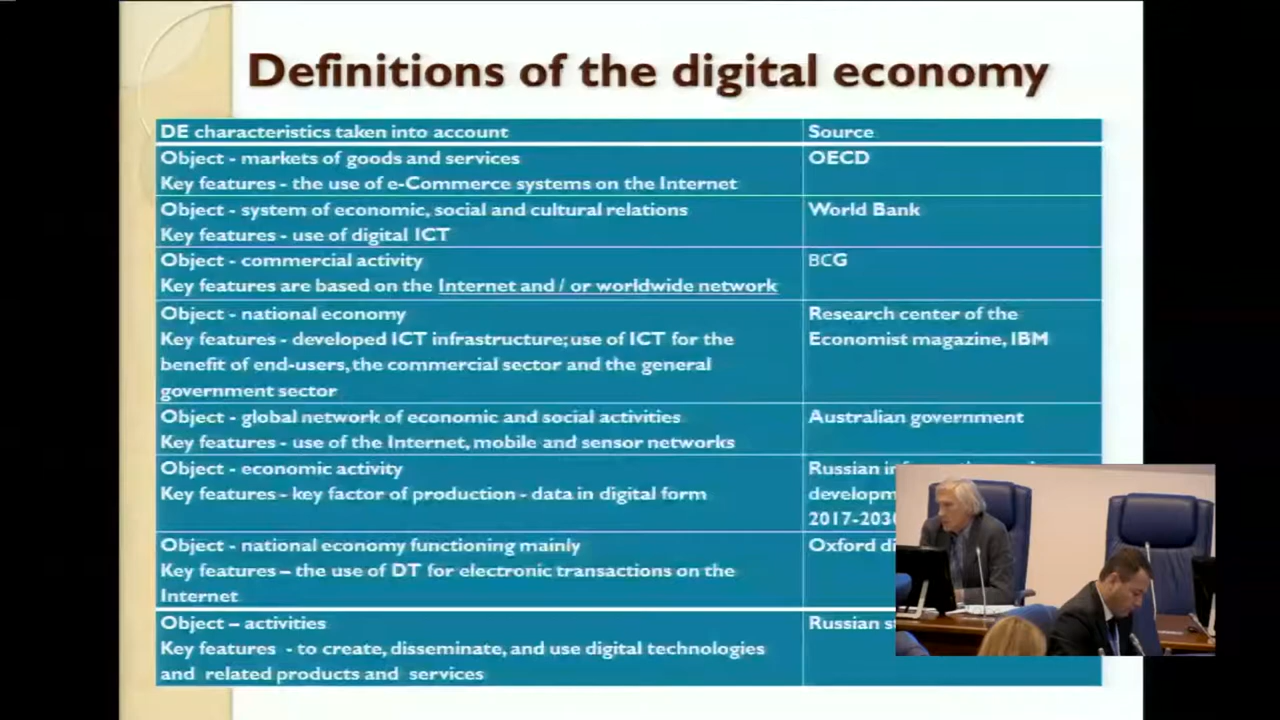 Definitions of the digital economy
DE characteristics taken into account
Source
Object - markets of goods and services
Key features - the use of e-Commerce systems on the Internet
OECD
Object - system of economic, social and cultural relations
Key features - use of digital ICT
World Bank
Object - commercial activity
Key features are based on the Internet and / or worldwide network
BCG
Object - national economy
Key features - developed ICT infrastructure; use of ICT for the
benefit of end-users, the commercial sector and the general
government sector
Research center of the
Economist magazine, IBM
Object - global network of economic and social activities
Key features - use of the Internet, mobile and sensor networks
Australian government
Object - economic activity
Key features - key factor of production - data in digital form
Russian
Object - national economy functioning mainly
Key features – the use of DT for electronic transactions on the
Internet
Oxford
Object – activities
Key features - to create, disseminate, and use digital technologies
and related products and services
Russian